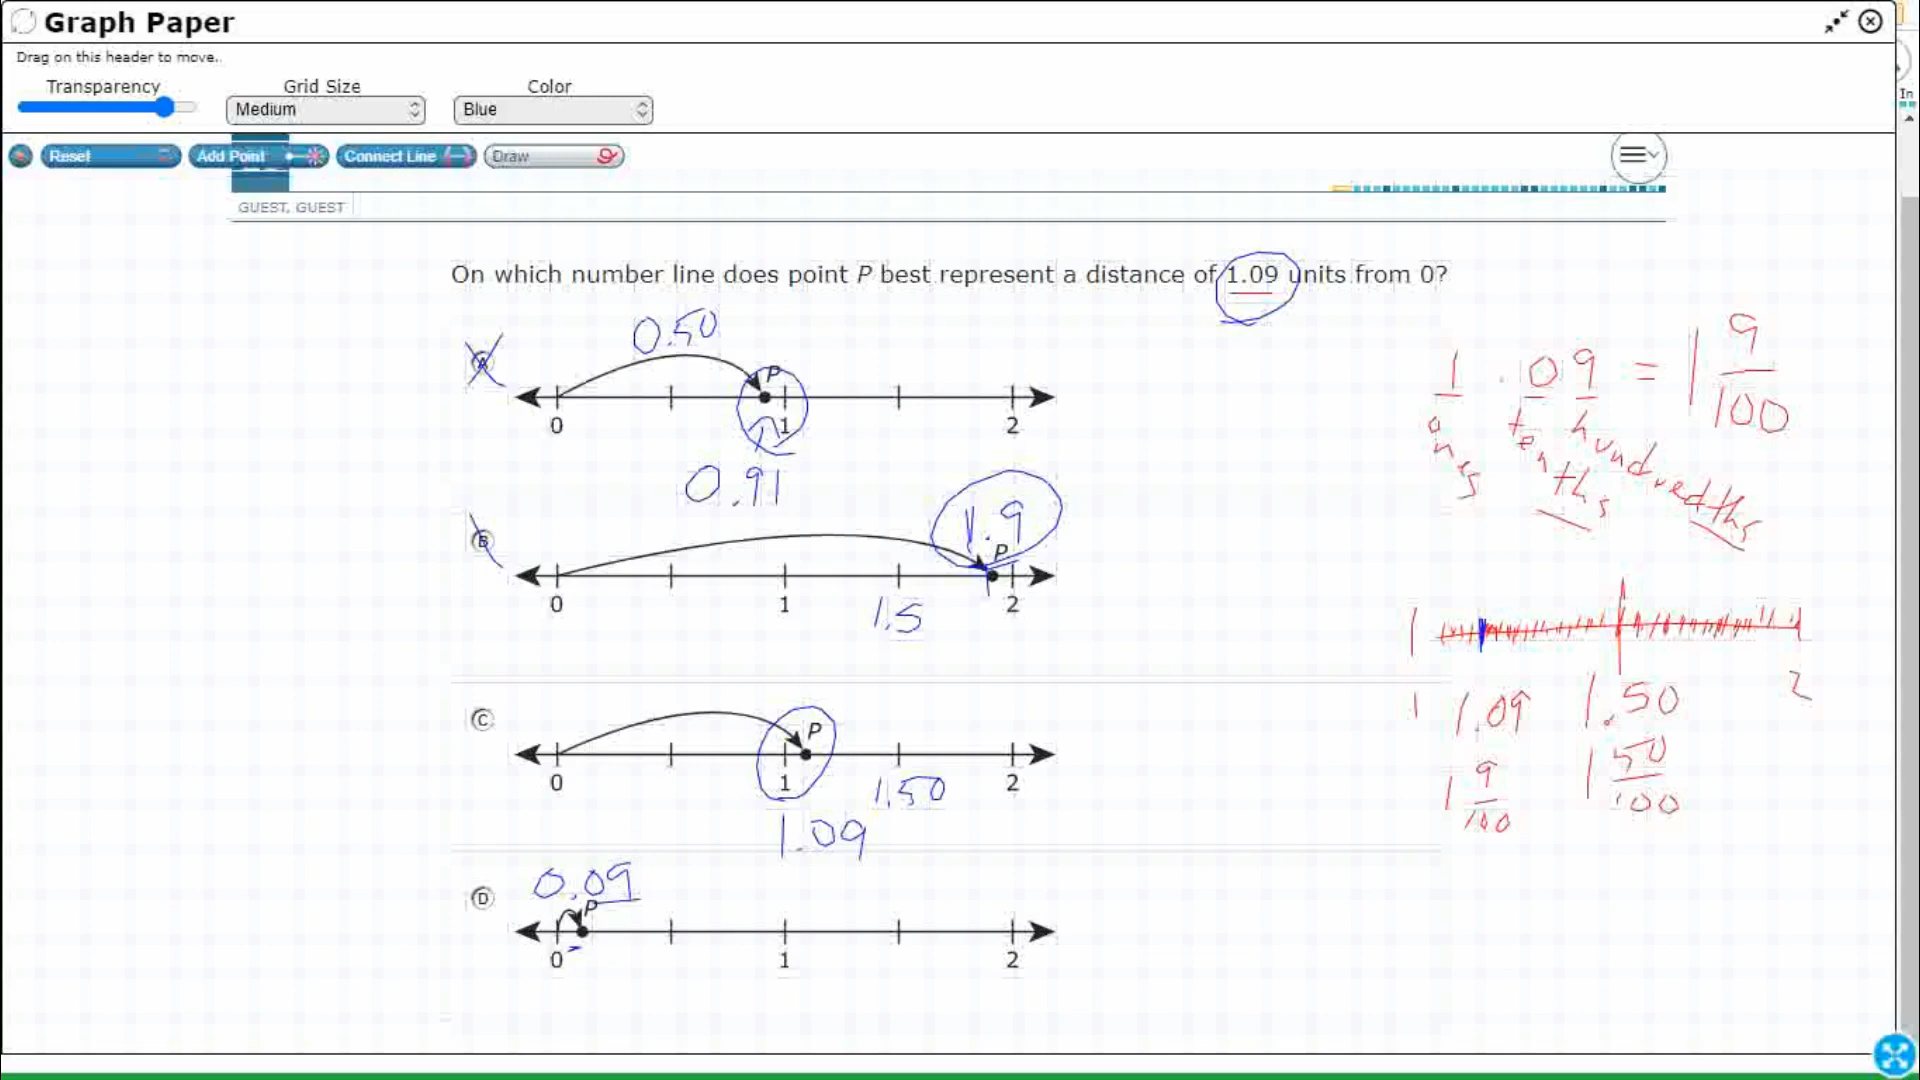 Graph Paper
Drag on this header to move..
Transparency
Grid Size
Color
Medium
Blue
In
Reset
Add Point
Connect Line
Draw
GUEST, GUEST
On which number line does point P best represent a distance of 1.09 units from 0?
0.50
A
P
0 1 2
0.91
1.9
B
P
0 1 2
1.5
C
P
0 1 2
1.50
1.09
0.09
D
P
0 1 2
1 . 0 9 = 1 9/100
ones tenths hundredths
1 1.09 1.50 2
1 9/100 1 50/100